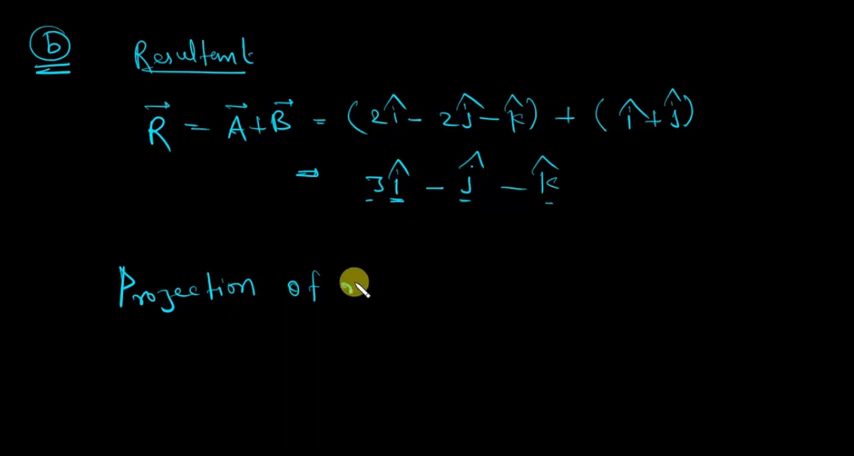 b Resultant
R⃗ = A⃗ + B⃗ = (2î - 2ĵ - k̂) + (î + ĵ)
= 3î - ĵ - k̂
Projection of